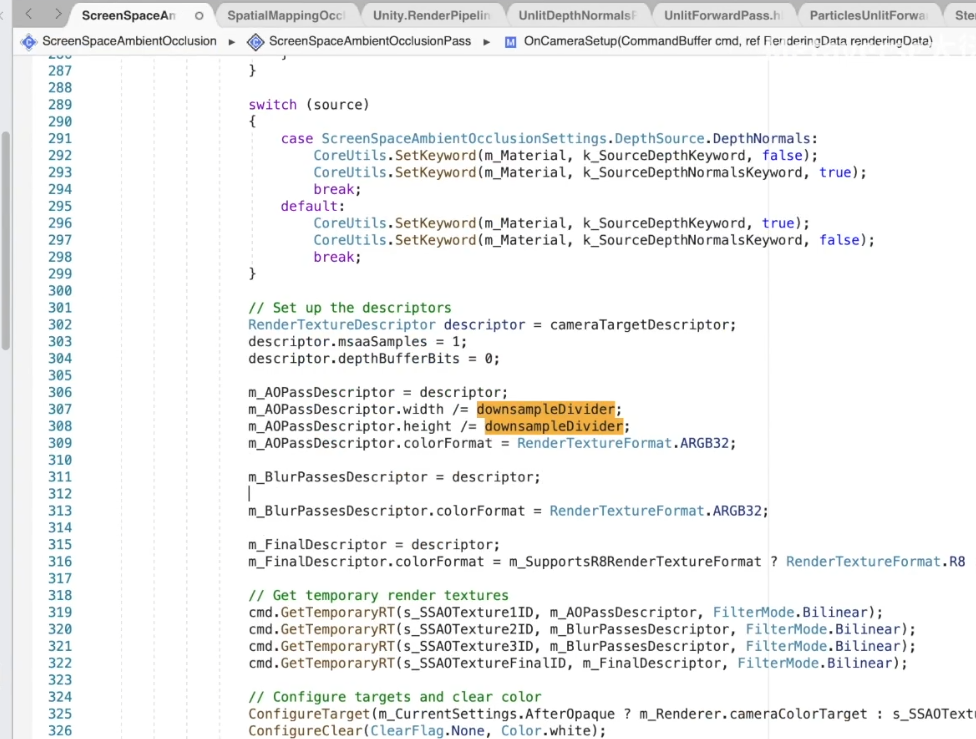 ScreenSpaceAn
SpatialMappingOccl
Unity.RenderPipelin
UnlitDepthNormalsP
UnlitForwardPass.h
ParticlesUnlitForwa
Ste
ScreenSpaceAmbientOcclusion ▸ ScreenSpaceAmbientOcclusionPass ▸ M OnCameraSetup(CommandBuffer cmd, ref RenderingData renderingData)
287 }
288
289 switch (source)
290 {
291 case ScreenSpaceAmbientOcclusionSettings.DepthSource.DepthNormals:
292 CoreUtils.SetKeyword(m_Material, k_SourceDepthKeyword, false);
293 CoreUtils.SetKeyword(m_Material, k_SourceDepthNormalsKeyword, true);
294 break;
295 default:
296 CoreUtils.SetKeyword(m_Material, k_SourceDepthKeyword, true);
297 CoreUtils.SetKeyword(m_Material, k_SourceDepthNormalsKeyword, false);
298 break;
299 }
300
301 // Set up the descriptors
302 RenderTextureDescriptor descriptor = cameraTargetDescriptor;
303 descriptor.msaaSamples = 1;
304 descriptor.depthBufferBits = 0;
305
306 m_AOPassDescriptor = descriptor;
307 m_AOPassDescriptor.width /= downsampleDivider;
308 m_AOPassDescriptor.height /= downsampleDivider;
309 m_AOPassDescriptor.colorFormat = RenderTextureFormat.ARGB32;
310
311 m_BlurPassesDescriptor = descriptor;
312
313 m_BlurPassesDescriptor.colorFormat = RenderTextureFormat.ARGB32;
314
315 m_FinalDescriptor = descriptor;
316 m_FinalDescriptor.colorFormat = m_SupportsR8RenderTextureFormat ? RenderTextureFormat.R8
317
318 // Get temporary render textures
319 cmd.GetTemporaryRT(s_SSAOTexture1ID, m_AOPassDescriptor, FilterMode.Bilinear);
320 cmd.GetTemporaryRT(s_SSAOTexture2ID, m_BlurPassesDescriptor, FilterMode.Bilinear);
321 cmd.GetTemporaryRT(s_SSAOTexture3ID, m_BlurPassesDescriptor, FilterMode.Bilinear);
322 cmd.GetTemporaryRT(s_SSAOTextureFinalID, m_FinalDescriptor, FilterMode.Bilinear);
323
324 // Configure targets and clear color
325 ConfigureTarget(m_CurrentSettings.AfterOpaque ? m_Renderer.cameraColorTarget : s_SSAOTextu
326 ConfigureClear(ClearFlag.None, Color.white);